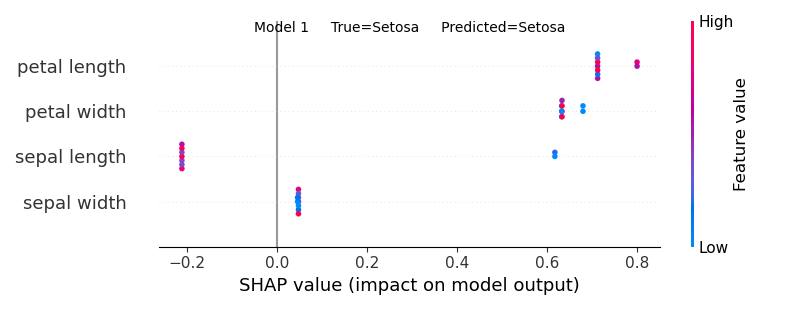 Model 1 True=Setosa Predicted=Setosa
High
petal length
petal width
sepal length
sepal width
Feature value
Low
−0.2 0.0 0.2 0.4 0.6 0.8
SHAP value (impact on model output)